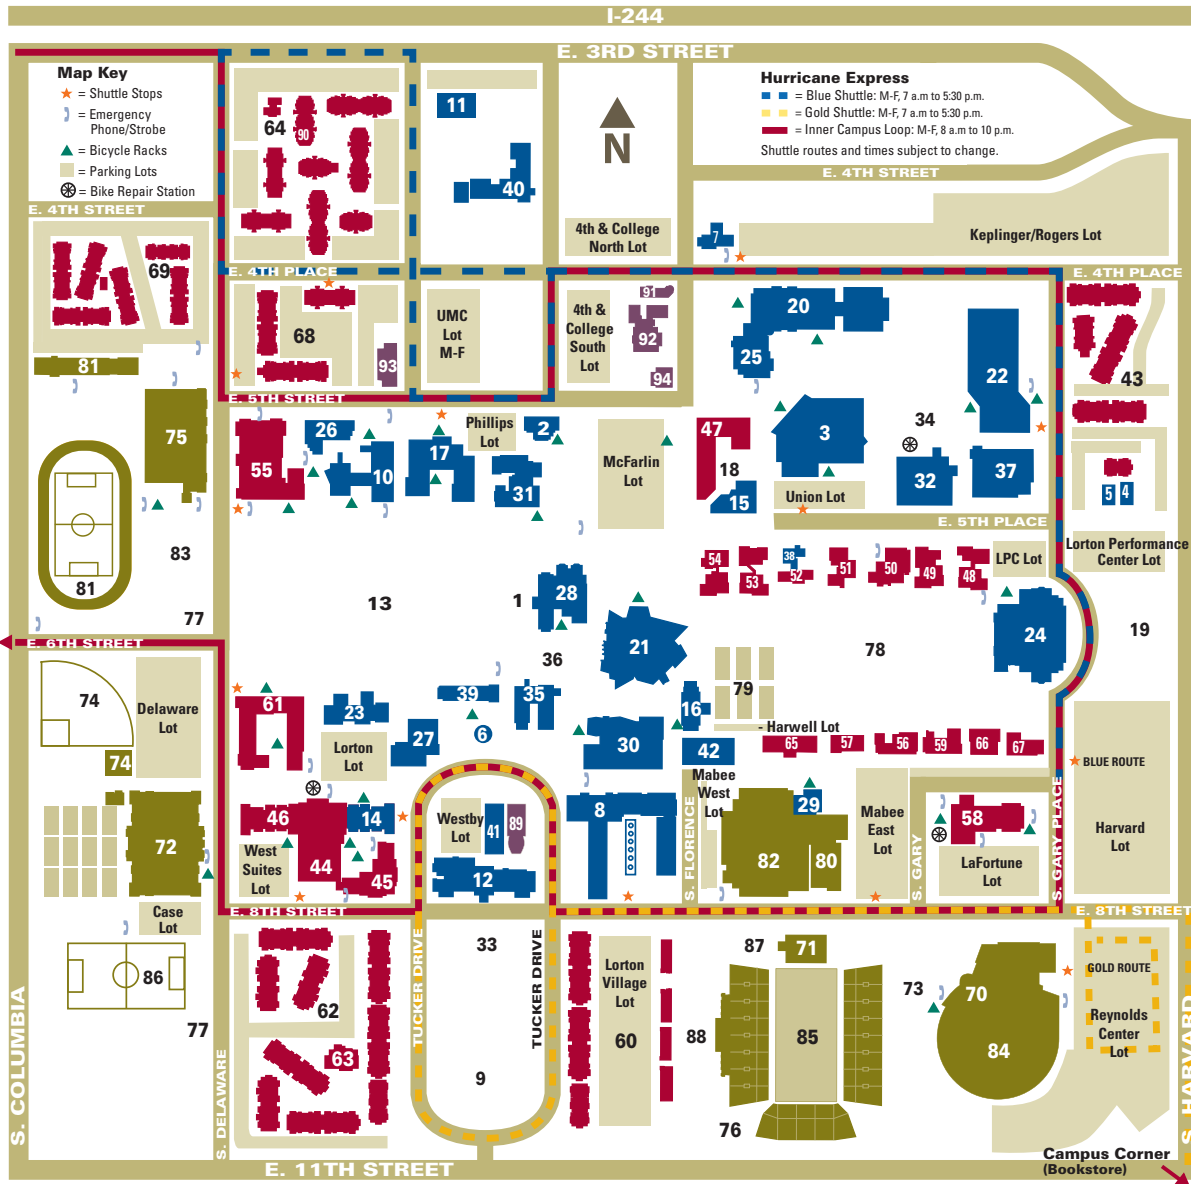 I-244
E. 3RD STREET
Map Key
= Shuttle Stops
= Emergency
Phone/Strobe
= Bicycle Racks
= Parking Lots
= Bike Repair Station
E. 4TH STREET
Hurricane Express
= Blue Shuttle: M-F, 7 a.m to 5:30 p.m.
= Gold Shuttle: M-F, 7 a.m to 5:30 p.m.
= Inner Campus Loop: M-F, 8 a.m to 10 p.m.
Shuttle routes and times subject to change.
N
E. 4TH STREET
64
90
11
40
4th & College
North Lot
7
Keplinger/Rogers Lot
69
E. 4TH PLACE
E. 4TH PLACE
68
93
UMC
Lot
M-F
4th &
College
South
Lot
91
92
94
20
25
22
43
81
E. 5TH STREET
75
55
26
10
17
Phillips
Lot
2
31
McFarlin
Lot
47
18
15
3
Union Lot
34
32
37
5
4
E. 5TH PLACE
Lorton Performance
Center Lot
LPC Lot
81
83
77
13
1
28
36
21
54
53
38
52
51
50
49
48
24
19
78
E. 6TH STREET
74
Delaware
Lot
74
61
23
Lorton
Lot
27
39
6
35
30
16
79
- Harwell Lot
42
65
57
56
59
66
67
BLUE ROUTE
Mabee
West
Lot
72
46
14
West
Suites
Lot
44
45
Westby
Lot
41
89
12
8
S. FLORENCE
29
82
80
Mabee
East
Lot
S. GARY
58
LaFortune
Lot
S. GARY PLACE
Harvard
Lot
Case
Lot
E. 8TH STREET
E. 8TH STREET
86
77
S. COLUMBIA
S. DELAWARE
62
63
TUCKER DRIVE
33
9
TUCKER DRIVE
Lorton
Village
Lot
60
87
71
88
85
76
73
70
84
GOLD ROUTE
Reynolds
Center
Lot
S. HARVARD
E. 11TH STREET
Campus Corner
(Bookstore)